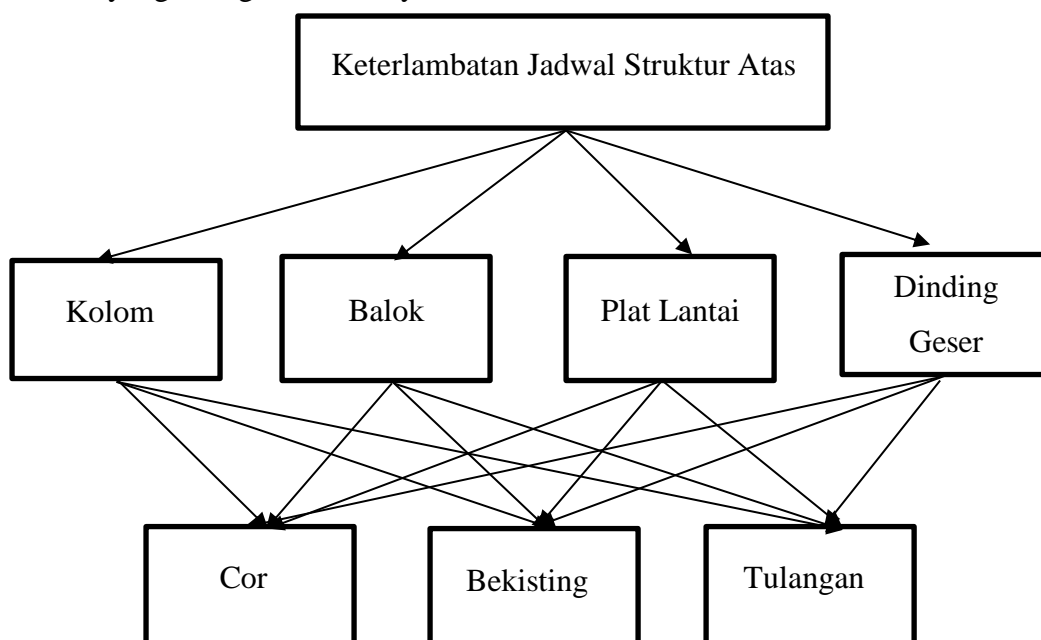 Keterlambatan Jadwal Struktur Atas
Kolom
Balok
Plat Lantai
Dinding
Geser
Cor
Bekisting
Tulangan